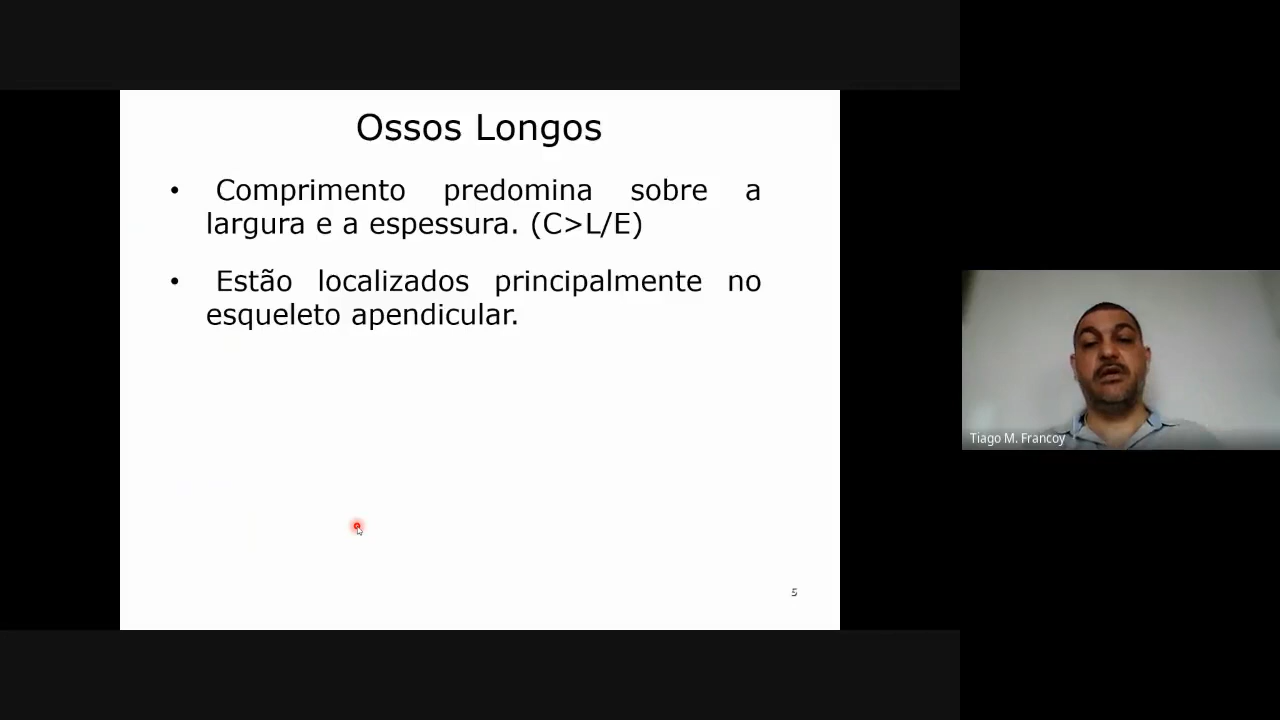 Ossos Longos
• Comprimento predomina sobre a
largura e a espessura. (C>L/E)
• Estão localizados principalmente no
esqueleto apendicular.
5
Tiago M. Francoy